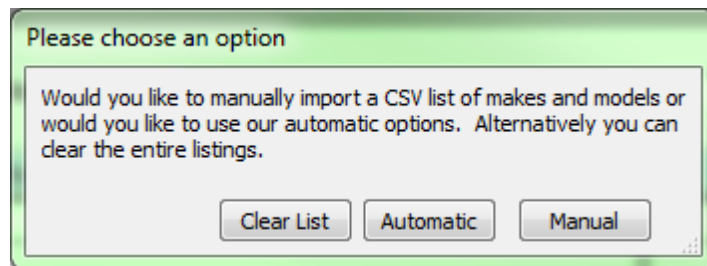 Please choose an option
Would you like to manually import a CSV list of makes and models or
would you like to use our automatic options.  Alternatively you can
clear the entire listings.
Clear List Automatic Manual